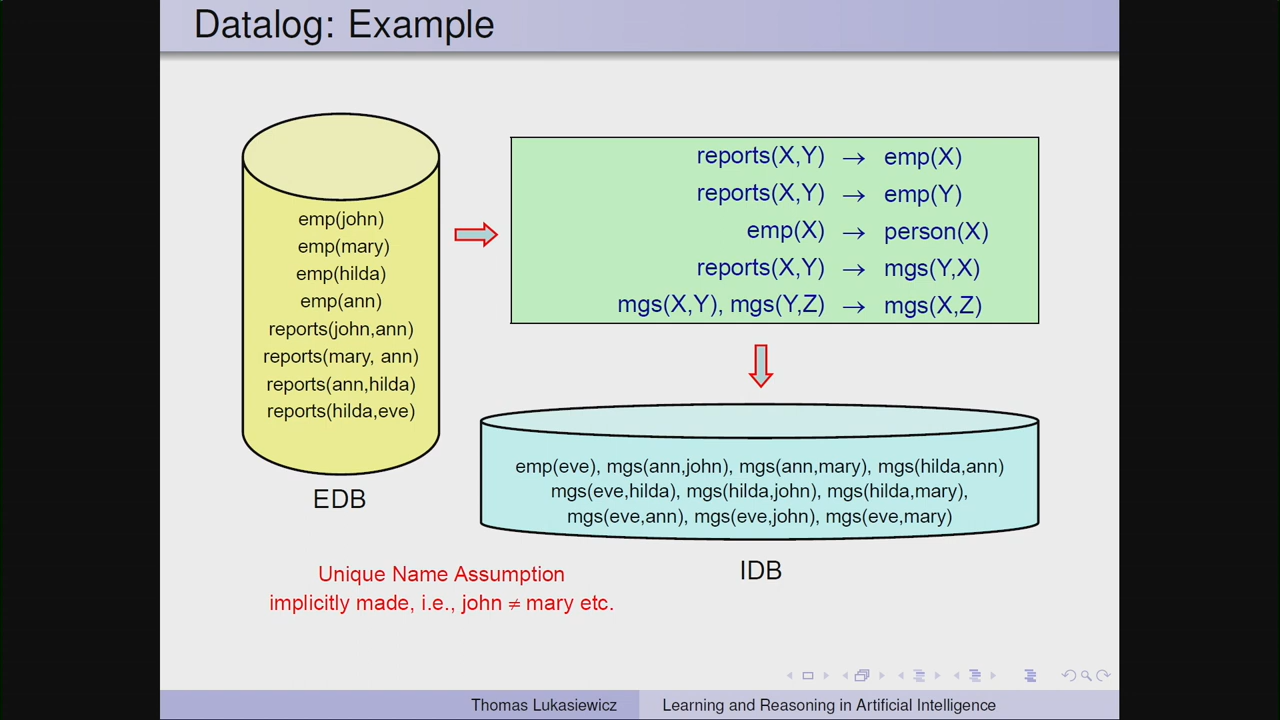 Datalog: Example
emp(john)
emp(mary)
emp(hilda)
emp(ann)
reports(john,ann)
reports(mary, ann)
reports(ann,hilda)
reports(hilda,eve)
EDB
reports(X,Y) → emp(X)
reports(X,Y) → emp(Y)
emp(X) → person(X)
reports(X,Y) → mgs(Y,X)
mgs(X,Y), mgs(Y,Z) → mgs(X,Z)
emp(eve), mgs(ann,john), mgs(ann,mary), mgs(hilda,ann)
mgs(eve,hilda), mgs(hilda,john), mgs(hilda,mary),
mgs(eve,ann), mgs(eve,john), mgs(eve,mary)
IDB
Unique Name Assumption
implicitly made, i.e., john ≠ mary etc.
Thomas Lukasiewicz
Learning and Reasoning in Artificial Intelligence